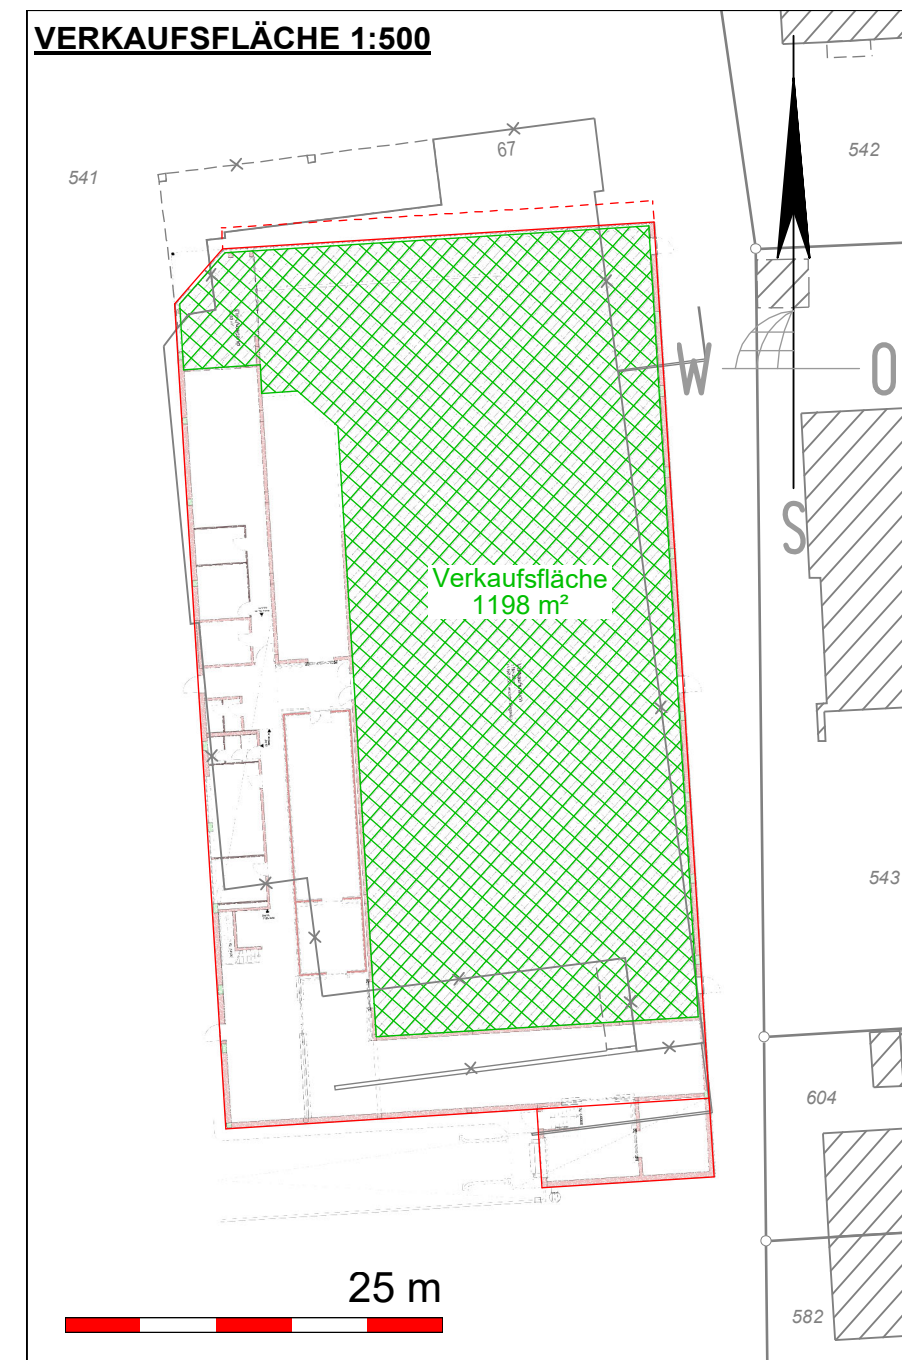 VERKAUFSFLÄCHE 1:500
67
541
542
W
O
S
Verkaufsfläche
1198 m²
543
604
582
25 m